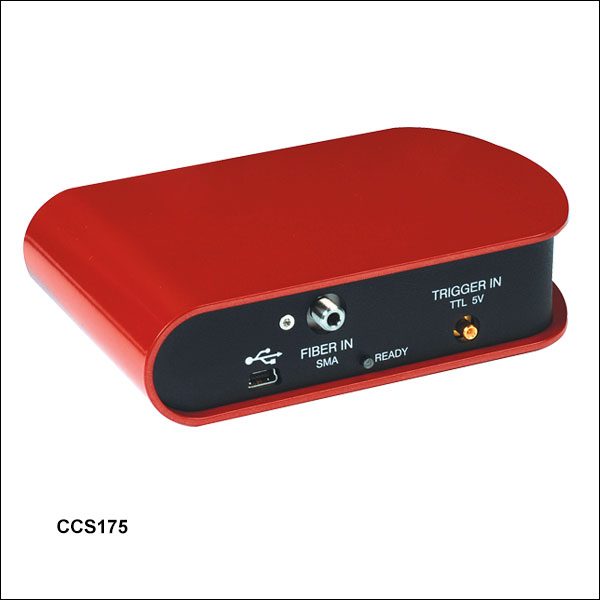 TRIGGER IN
TTL 5V
FIBER IN
SMA
READY
CCS175